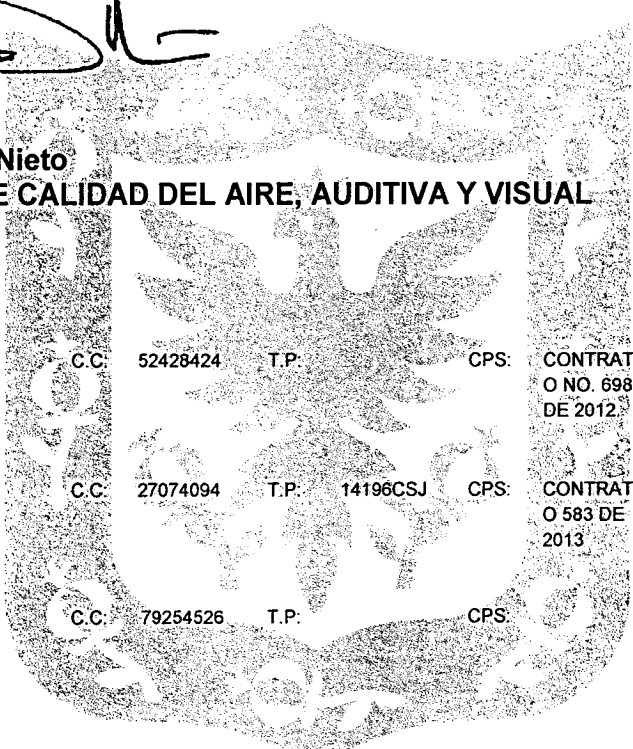 Nieto
E CALIDAD DEL AIRE, AUDITIVA Y VISUAL
C.C: 52428424 T.P: CPS: CONTRAT
O NO. 698
DE 2012.
C.C: 27074094 T.P: 14196CSJ CPS: CONTRAT
O 583 DE
2013
C.C: 79254526 T.P: CPS: